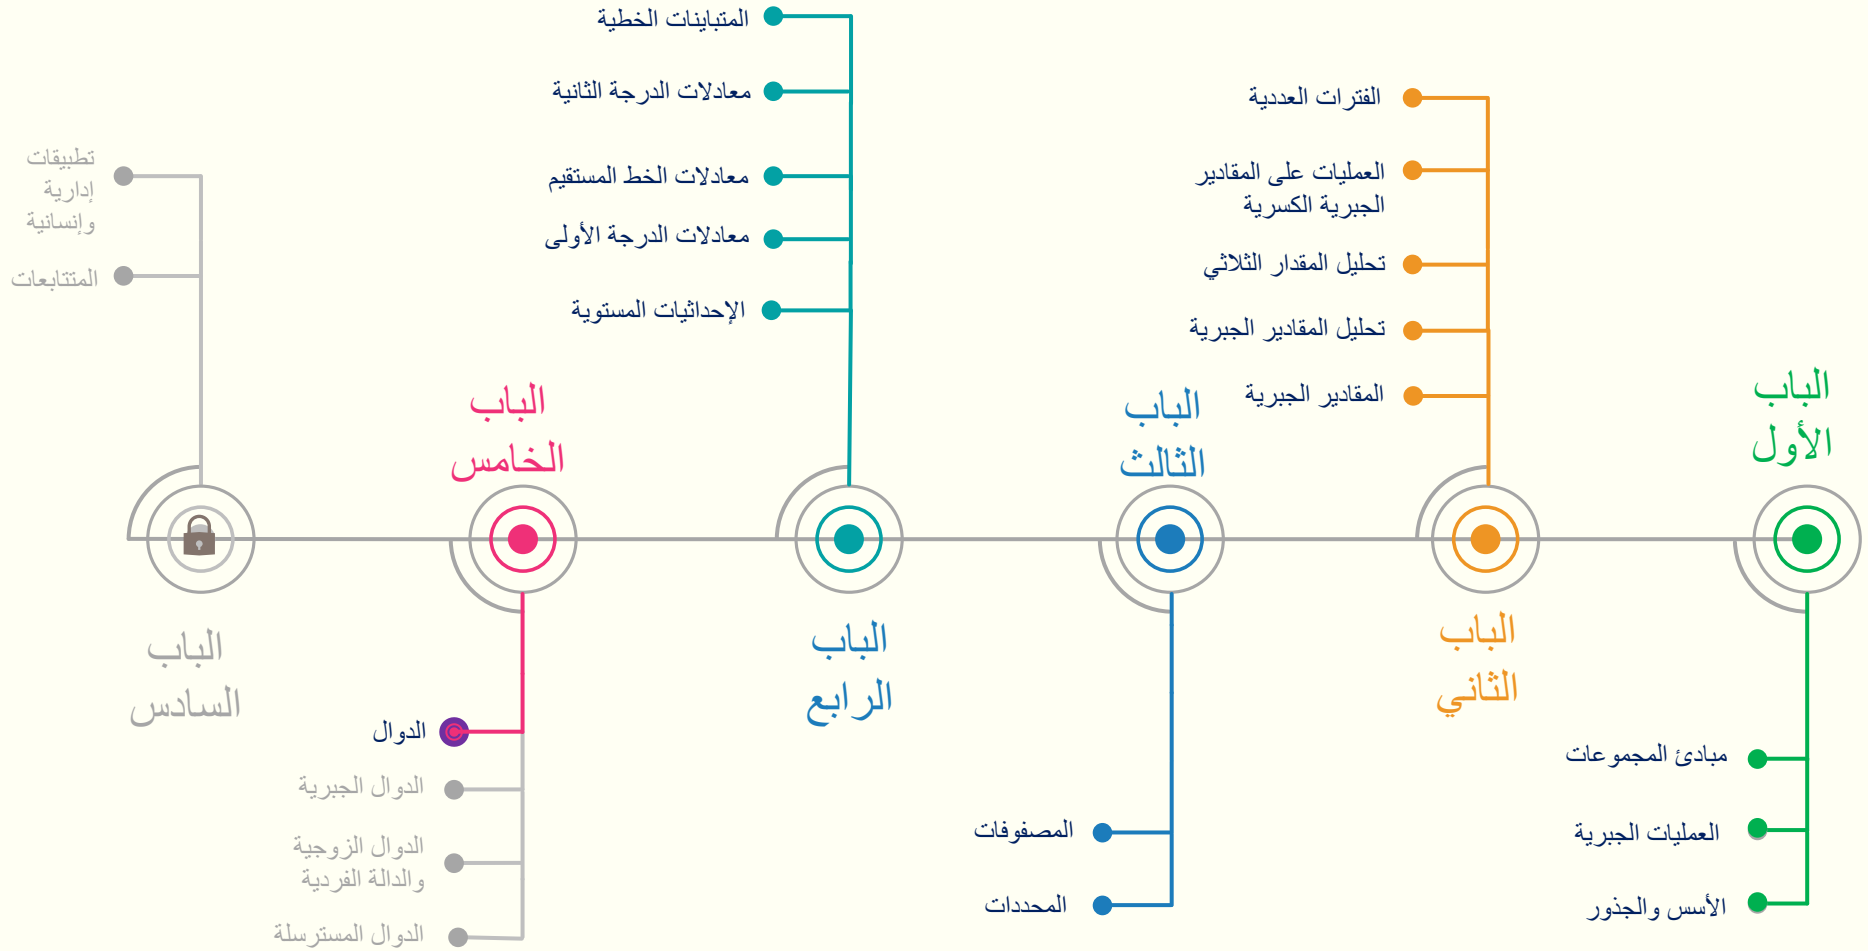 الباب
الأول
مبادئ المجموعات
العمليات الجبرية
الأسس والجذور
الفترات العددية
العمليات على المقادير
الجبرية الكسرية
تحليل المقدار الثلاثي
تحليل المقادير الجبرية
المقادير الجبرية
الباب
الثاني
الباب
الثالث
المصفوفات
المحددات
المتباينات الخطية
معادلات الدرجة الثانية
معادلات الخط المستقيم
معادلات الدرجة الأولى
الإحداثيات المستوية
الباب
الرابع
الباب
الخامس
الدوال
الدوال الجبرية
الدوال الزوجية
والدالة الفردية
الدوال المسترسلة
تطبيقات
إدارية
وإنسانية
المتتابعات
الباب
السادس